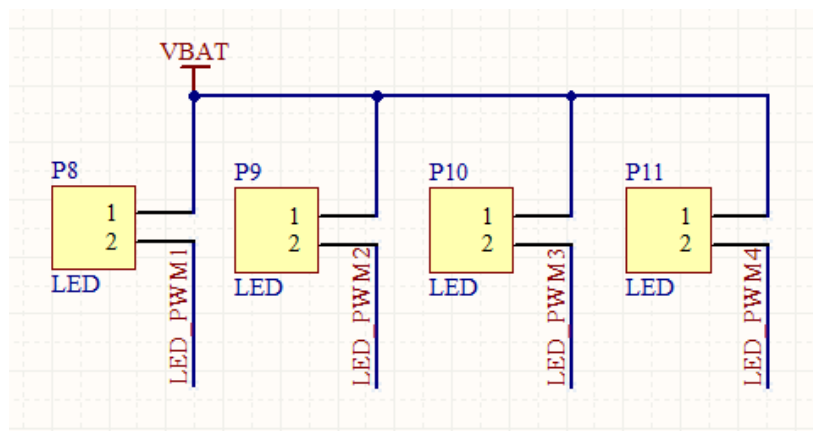 VBAT
P8
P9
P10
P11
1
2
1
2
1
2
1
2
LED
LED
LED
LED
LED_PWM1
LED_PWM2
LED_PWM3
LED_PWM4